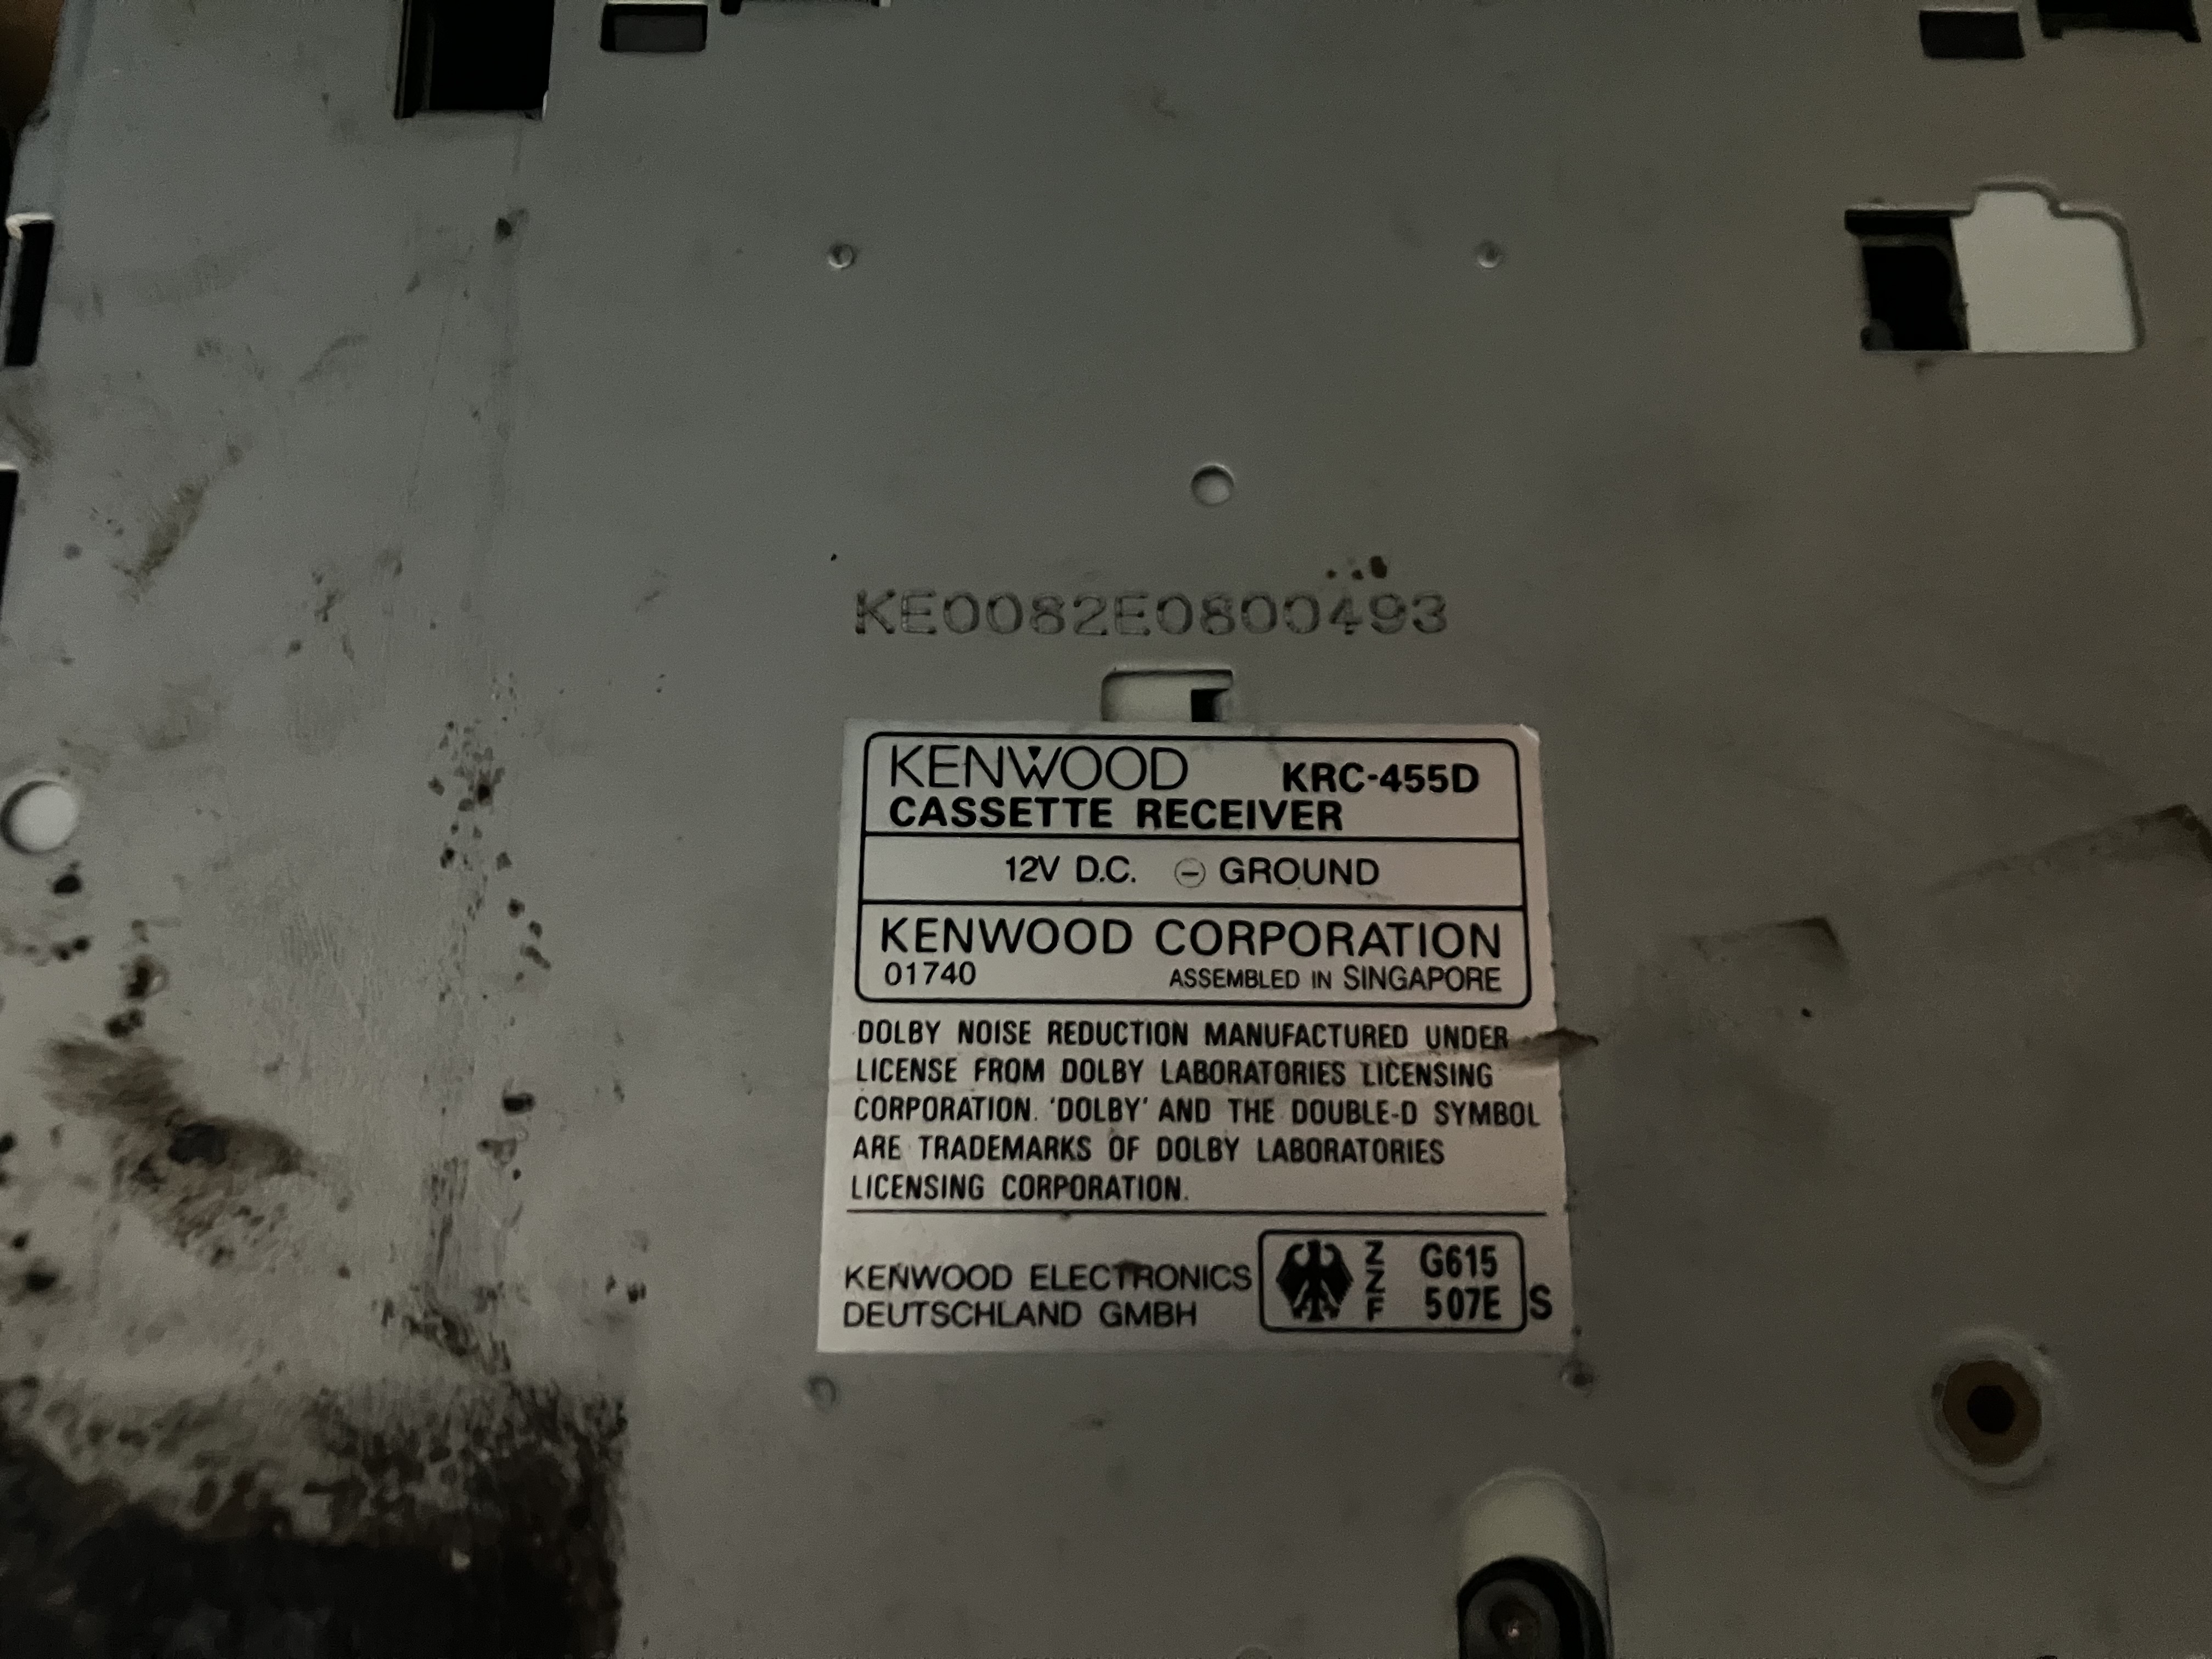 KE0082E0800493
KENWOOD KRC-455D
CASSETTE RECEIVER
12V D.C. ⊖ GROUND
KENWOOD CORPORATION
01740 ASSEMBLED IN SINGAPORE
DOLBY NOISE REDUCTION MANUFACTURED UNDER
LICENSE FROM DOLBY LABORATORIES LICENSING
CORPORATION. 'DOLBY' AND THE DOUBLE-D SYMBOL
ARE TRADEMARKS OF DOLBY LABORATORIES
LICENSING CORPORATION.
KENWOOD ELECTRONICS
DEUTSCHLAND GMBH
ZZF
G615
507E S